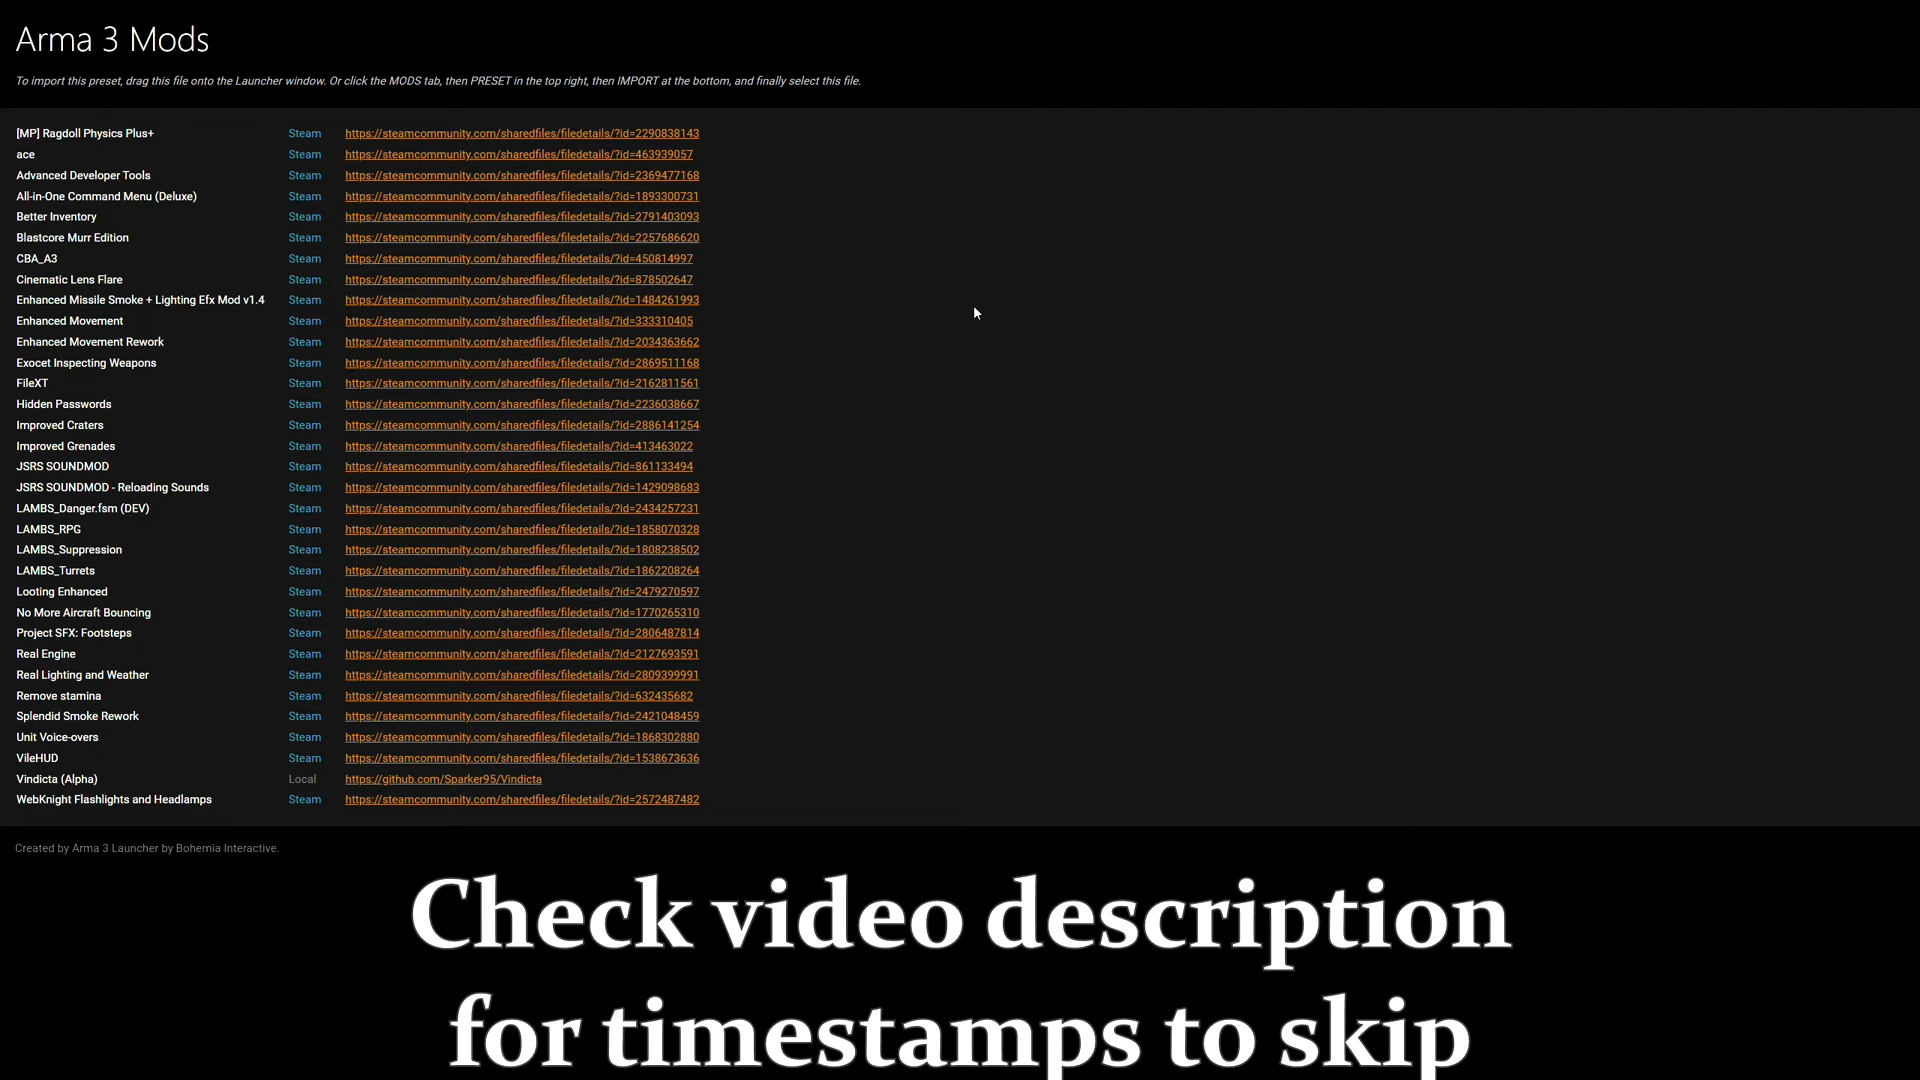 Arma 3 Mods
To import this preset, drag this file onto the Launcher window. Or click the MODS tab, then PRESET in the top right, then IMPORT at the bottom, and finally select this file.
[MP] Ragdoll Physics Plus+ Steam https://steamcommunity.com/sharedfiles/filedetails/?id=2290838143
ace Steam https://steamcommunity.com/sharedfiles/filedetails/?id=463939057
Advanced Developer Tools Steam https://steamcommunity.com/sharedfiles/filedetails/?id=2369477168
All-in-One Command Menu (Deluxe) Steam https://steamcommunity.com/sharedfiles/filedetails/?id=1893300731
Better Inventory Steam https://steamcommunity.com/sharedfiles/filedetails/?id=2791403093
Blastcore Murr Edition Steam https://steamcommunity.com/sharedfiles/filedetails/?id=2257686620
CBA_A3 Steam https://steamcommunity.com/sharedfiles/filedetails/?id=450814997
Cinematic Lens Flare Steam https://steamcommunity.com/sharedfiles/filedetails/?id=878502647
Enhanced Missile Smoke + Lighting Efx Mod v1.4 Steam https://steamcommunity.com/sharedfiles/filedetails/?id=1484261993
Enhanced Movement Steam https://steamcommunity.com/sharedfiles/filedetails/?id=333310405
Enhanced Movement Rework Steam https://steamcommunity.com/sharedfiles/filedetails/?id=2034363662
Exocet Inspecting Weapons Steam https://steamcommunity.com/sharedfiles/filedetails/?id=2869511168
FileXT Steam https://steamcommunity.com/sharedfiles/filedetails/?id=2162811561
Hidden Passwords Steam https://steamcommunity.com/sharedfiles/filedetails/?id=2236038667
Improved Craters Steam https://steamcommunity.com/sharedfiles/filedetails/?id=2886141254
Improved Grenades Steam https://steamcommunity.com/sharedfiles/filedetails/?id=413463022
JSRS SOUNDMOD Steam https://steamcommunity.com/sharedfiles/filedetails/?id=861133494
JSRS SOUNDMOD - Reloading Sounds Steam https://steamcommunity.com/sharedfiles/filedetails/?id=1429098683
LAMBS_Danger.fsm (DEV) Steam https://steamcommunity.com/sharedfiles/filedetails/?id=2434257231
LAMBS_RPG Steam https://steamcommunity.com/sharedfiles/filedetails/?id=1858070328
LAMBS_Suppression Steam https://steamcommunity.com/sharedfiles/filedetails/?id=1808238502
LAMBS_Turrets Steam https://steamcommunity.com/sharedfiles/filedetails/?id=1862208264
Looting Enhanced Steam https://steamcommunity.com/sharedfiles/filedetails/?id=2479270597
No More Aircraft Bouncing Steam https://steamcommunity.com/sharedfiles/filedetails/?id=1770265310
Project SFX: Footsteps Steam https://steamcommunity.com/sharedfiles/filedetails/?id=2806487814
Real Engine Steam https://steamcommunity.com/sharedfiles/filedetails/?id=2127693591
Real Lighting and Weather Steam https://steamcommunity.com/sharedfiles/filedetails/?id=2809399991
Remove stamina Steam https://steamcommunity.com/sharedfiles/filedetails/?id=632435682
Splendid Smoke Rework Steam https://steamcommunity.com/sharedfiles/filedetails/?id=2421048459
Unit Voice-overs Steam https://steamcommunity.com/sharedfiles/filedetails/?id=1868302880
VileHUD Steam https://steamcommunity.com/sharedfiles/filedetails/?id=1538673636
Vindicta (Alpha) Local https://github.com/Sparker95/Vindicta
WebKnight Flashlights and Headlamps Steam https://steamcommunity.com/sharedfiles/filedetails/?id=2572487482
Created by Arma 3 Launcher by Bohemia Interactive.
Check video description
for timestamps to skip